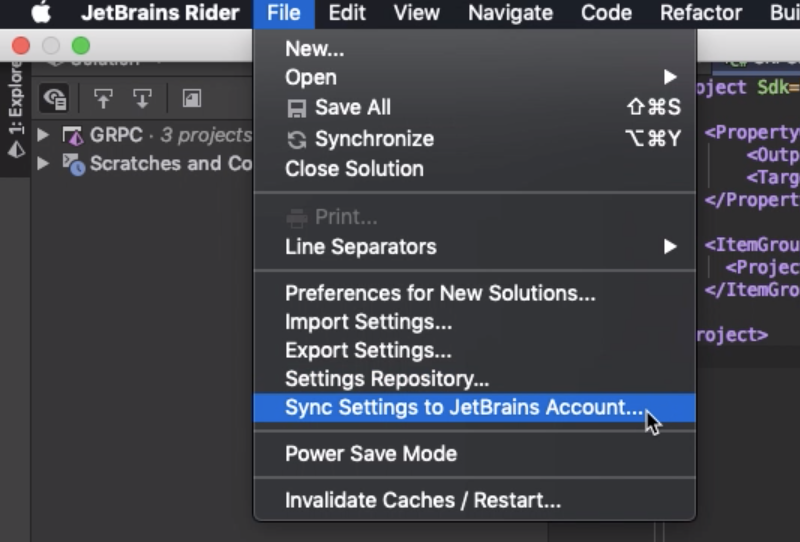 JetBrains Rider File Edit View Navigate Code Refactor
1: Explore
GRPC · 3 projects
Scratches and Co
New...
Open
Save All ⇧⌘S
Synchronize ⌥⌘Y
Close Solution
Print...
Line Separators
Preferences for New Solutions...
Import Settings...
Export Settings...
Settings Repository...
Sync Settings to JetBrains Account...
Power Save Mode
Invalidate Caches / Restart...
oject Sdk=
<Property
<Outp
<Targ
</Propert
<ItemGrou
<Projec
</ItemGro
roject>